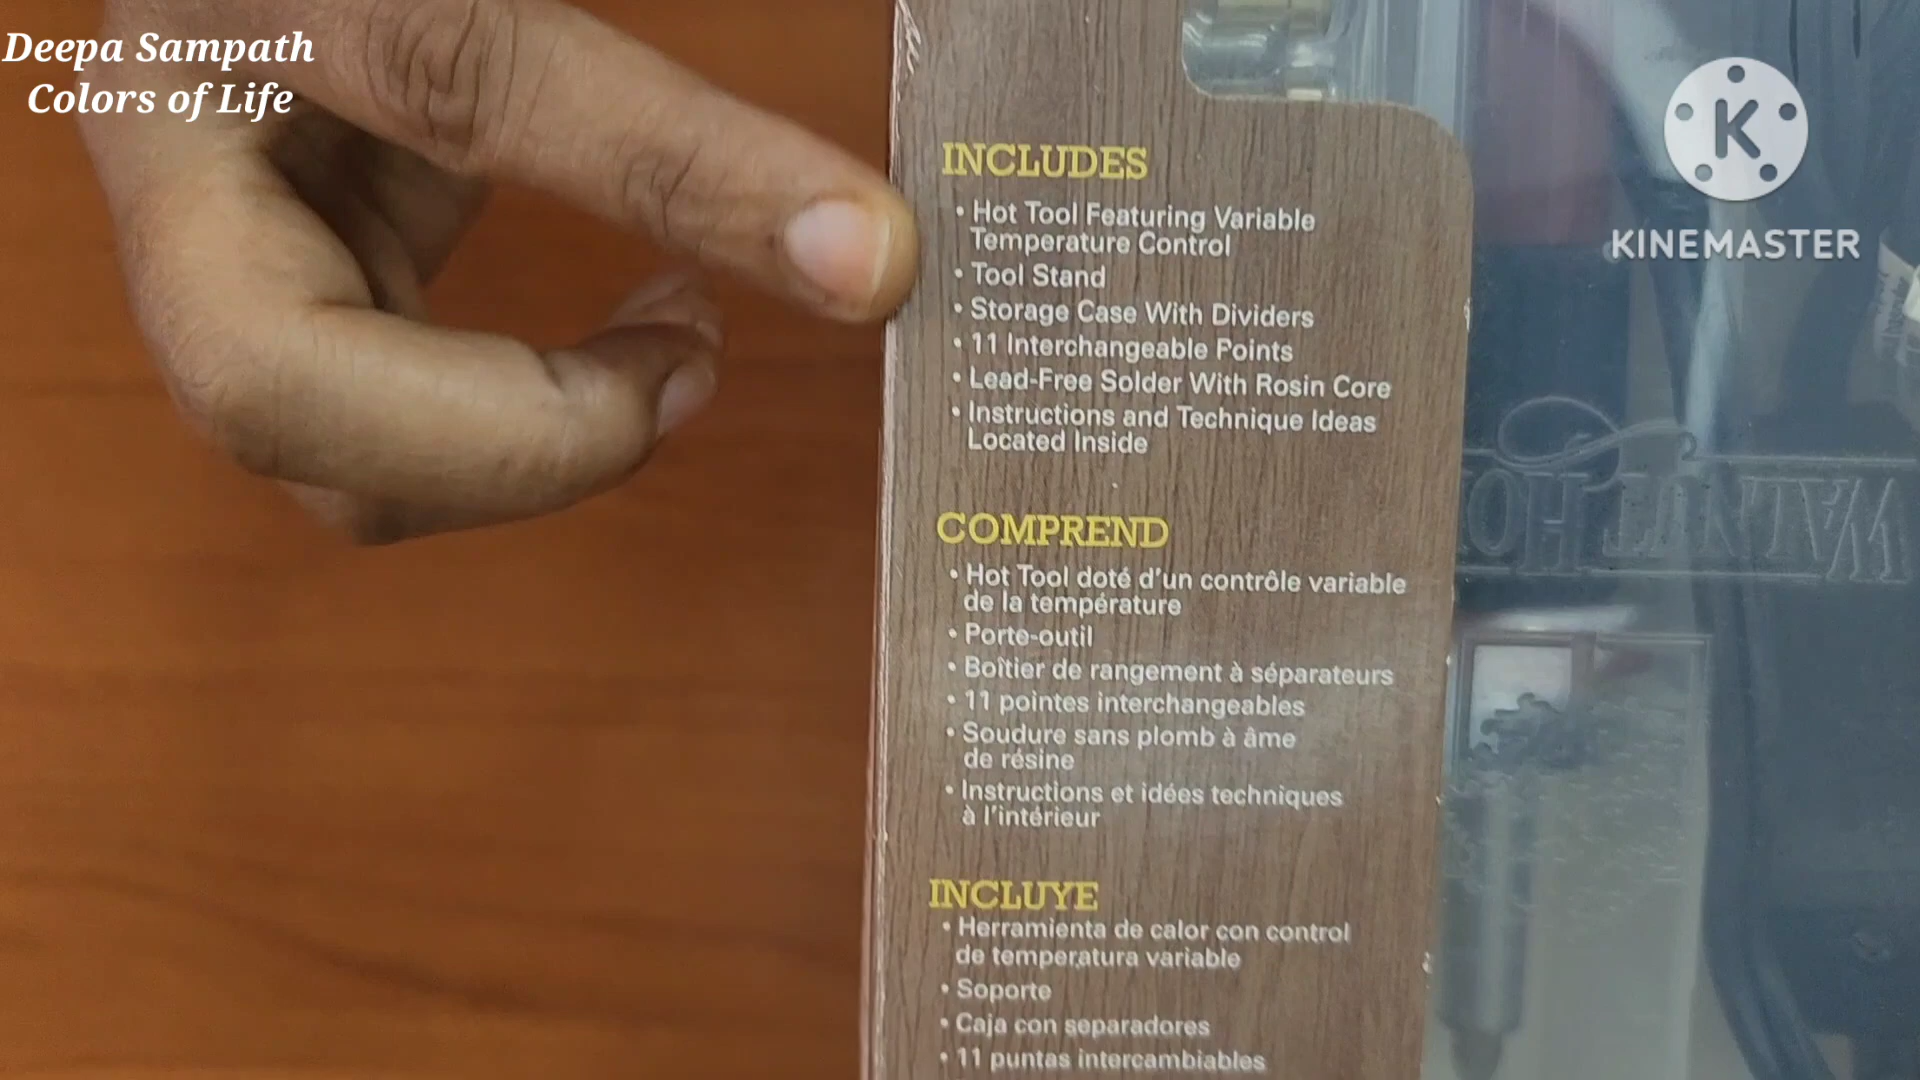 Deepa Sampath
Colors of Life
KINEMASTER
INCLUDES
• Hot Tool Featuring Variable
Temperature Control
• Tool Stand
• Storage Case With Dividers
• 11 Interchangeable Points
• Lead-Free Solder With Rosin Core
• Instructions and Technique Ideas
Located Inside
COMPREND
• Hot Tool doté d'un contrôle variable
de la température
• Porte-outil
• Boîtier de rangement à séparateurs
• 11 pointes interchangeables
• Soudure sans plomb à âme
de résine
• Instructions et idées techniques
à l'intérieur
INCLUYE
• Herramienta de calor con control
de temperatura variable
• Soporte
• Caja con separadores
• 11 puntas intercambiables
WALNUT HO